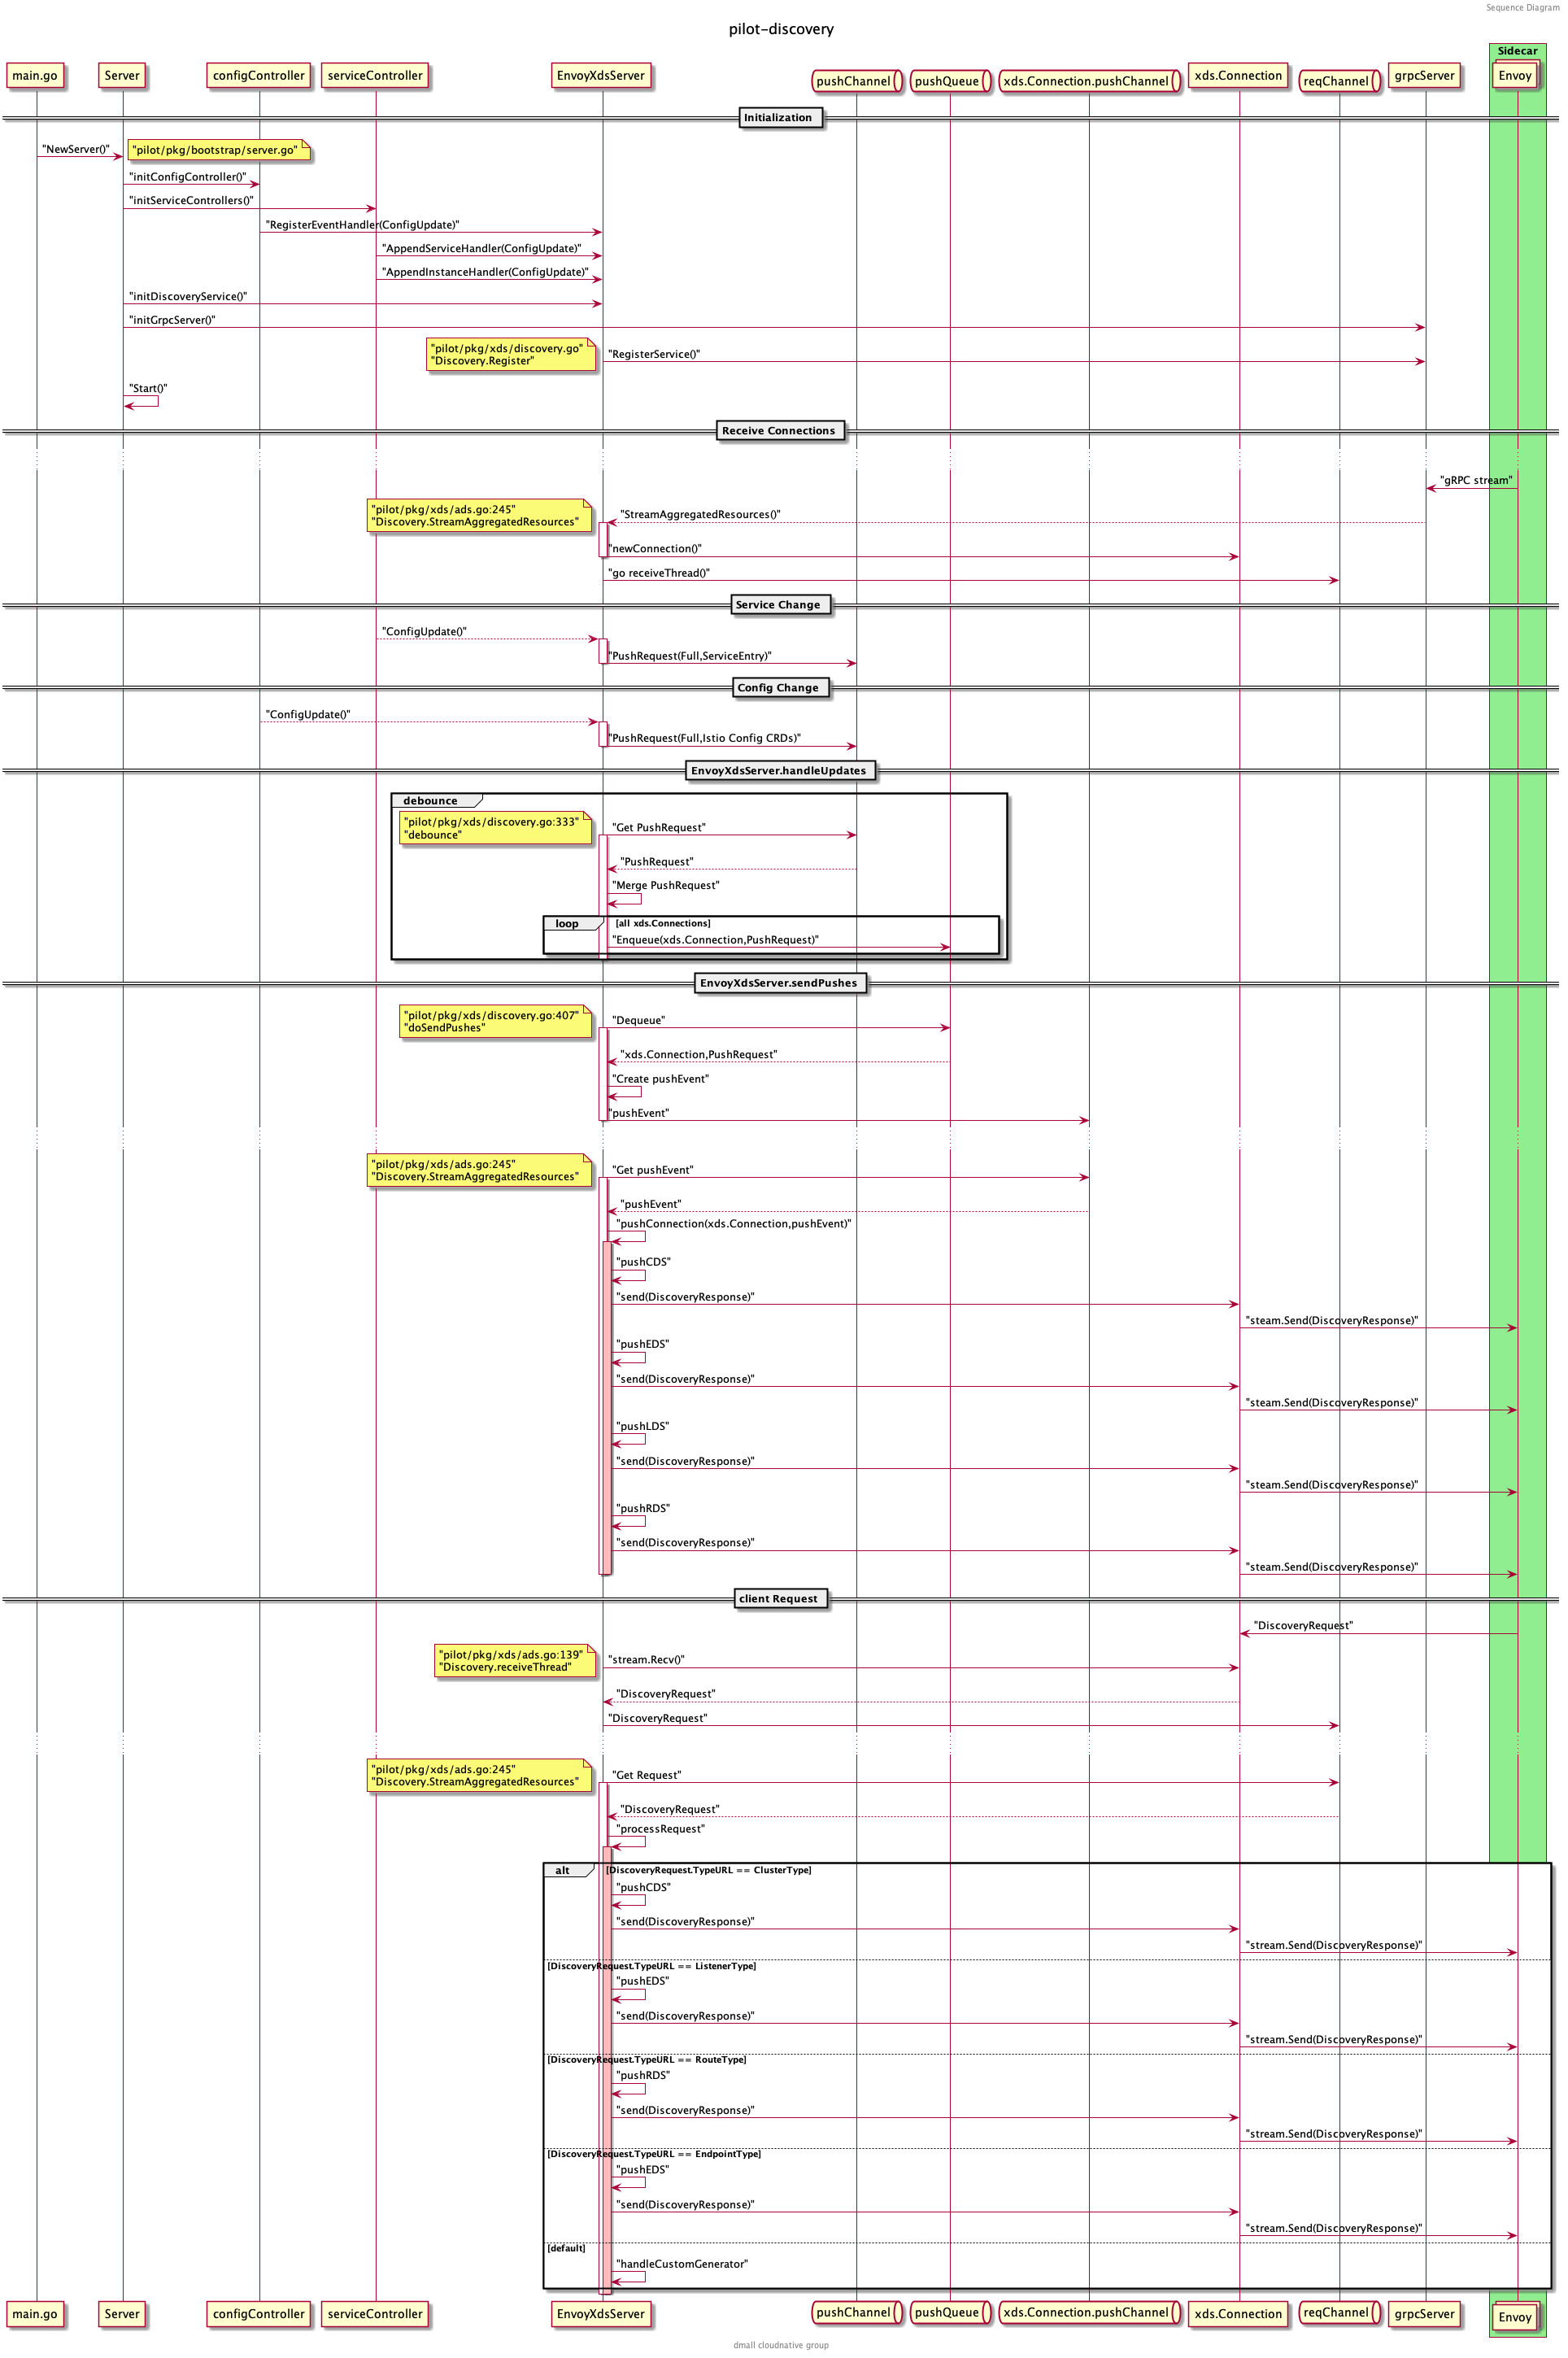 Sequence Diagram
pilot-discovery
Sidecar
main.go
Server
configController
serviceController
EnvoyXdsServer
pushChannel
pushQueue
xds.Connection.pushChannel
xds.Connection
reqChannel
grpcServer
Envoy
Initialization
"NewServer()"
"pilot/pkg/bootstrap/server.go"
"initConfigController()"
"initServiceControllers()"
"RegisterEventHandler(ConfigUpdate)"
"AppendServiceHandler(ConfigUpdate)"
"AppendInstanceHandler(ConfigUpdate)"
"initDiscoveryService()"
"initGrpcServer()"
"pilot/pkg/xds/discovery.go"
"Discovery.Register"
"RegisterService()"
"Start()"
Receive Connections
"gRPC stream"
"pilot/pkg/xds/ads.go:245"
"Discovery.StreamAggregatedResources"
"StreamAggregatedResources()"
"newConnection()"
"go receiveThread()"
Service Change
"ConfigUpdate()"
"PushRequest(Full,ServiceEntry)"
Config Change
"ConfigUpdate()"
"PushRequest(Full,Istio Config CRDs)"
EnvoyXdsServer.handleUpdates
debounce
"pilot/pkg/xds/discovery.go:333"
"debounce"
"Get PushRequest"
"PushRequest"
"Merge PushRequest"
loop [all xds.Connections]
"Enqueue(xds.Connection,PushRequest)"
EnvoyXdsServer.sendPushes
"pilot/pkg/xds/discovery.go:407"
"doSendPushes"
"Dequeue"
"xds.Connection,PushRequest"
"Create pushEvent"
"pushEvent"
"pilot/pkg/xds/ads.go:245"
"Discovery.StreamAggregatedResources"
"Get pushEvent"
"pushEvent"
"pushConnection(xds.Connection,pushEvent)"
"pushCDS"
"send(DiscoveryResponse)"
"steam.Send(DiscoveryResponse)"
"pushEDS"
"send(DiscoveryResponse)"
"steam.Send(DiscoveryResponse)"
"pushLDS"
"send(DiscoveryResponse)"
"steam.Send(DiscoveryResponse)"
"pushRDS"
"send(DiscoveryResponse)"
"steam.Send(DiscoveryResponse)"
client Request
"DiscoveryRequest"
"pilot/pkg/xds/ads.go:139"
"Discovery.receiveThread"
"stream.Recv()"
"DiscoveryRequest"
"DiscoveryRequest"
"pilot/pkg/xds/ads.go:245"
"Discovery.StreamAggregatedResources"
"Get Request"
"DiscoveryRequest"
"processRequest"
alt [DiscoveryRequest.TypeURL == ClusterType]
"pushCDS"
"send(DiscoveryResponse)"
"stream.Send(DiscoveryResponse)"
[DiscoveryRequest.TypeURL == ListenerType]
"pushEDS"
"send(DiscoveryResponse)"
"stream.Send(DiscoveryResponse)"
[DiscoveryRequest.TypeURL == RouteType]
"pushRDS"
"send(DiscoveryResponse)"
"stream.Send(DiscoveryResponse)"
[DiscoveryRequest.TypeURL == EndpointType]
"pushEDS"
"send(DiscoveryResponse)"
"stream.Send(DiscoveryResponse)"
[default]
"handleCustomGenerator"
main.go
Server
configController
serviceController
EnvoyXdsServer
pushChannel
pushQueue
xds.Connection.pushChannel
xds.Connection
reqChannel
grpcServer
Envoy
dmall cloudnative group